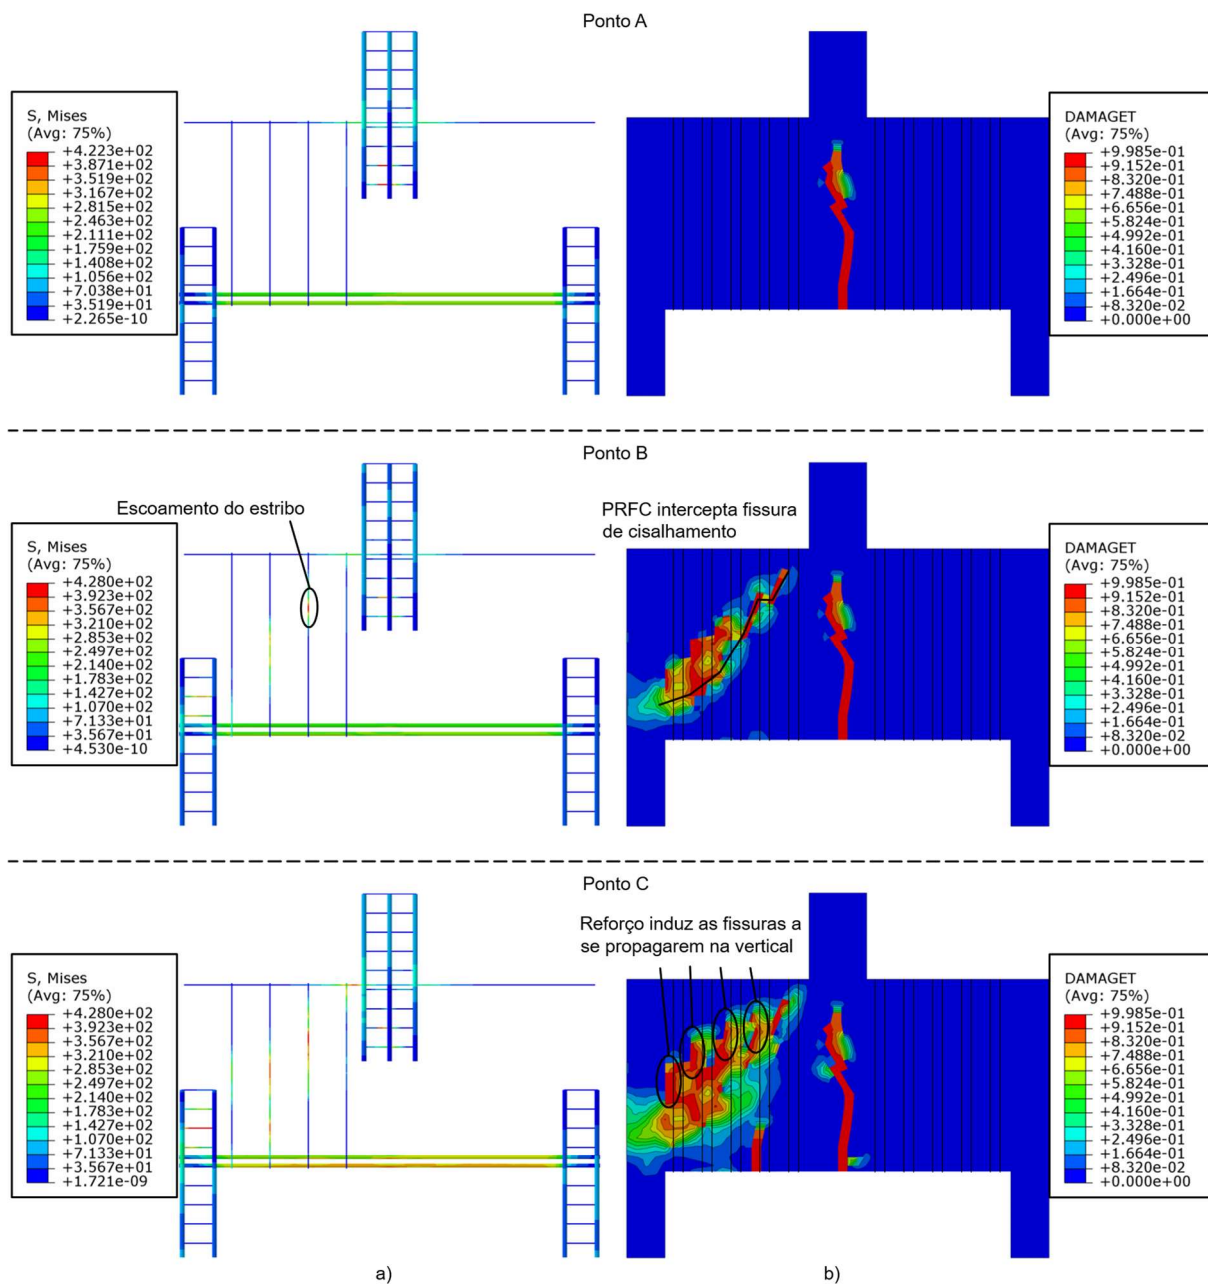 Ponto A
S, Mises
(Avg: 75%)
+4.223e+02
+3.871e+02
+3.519e+02
+3.167e+02
+2.815e+02
+2.463e+02
+2.111e+02
+1.759e+02
+1.408e+02
+1.056e+02
+7.038e+01
+3.519e+01
+2.265e-10
DAMAGET
(Avg: 75%)
+9.985e-01
+9.152e-01
+8.320e-01
+7.488e-01
+6.656e-01
+5.824e-01
+4.992e-01
+4.160e-01
+3.328e-01
+2.496e-01
+1.664e-01
+8.320e-02
+0.000e+00
Ponto B
Escoamento do estribo
PRFC intercepta fissura
de cisalhamento
S, Mises
(Avg: 75%)
+4.280e+02
+3.923e+02
+3.567e+02
+3.210e+02
+2.853e+02
+2.497e+02
+2.140e+02
+1.783e+02
+1.427e+02
+1.070e+02
+7.133e+01
+3.567e+01
+4.530e-10
DAMAGET
(Avg: 75%)
+9.985e-01
+9.152e-01
+8.320e-01
+7.488e-01
+6.656e-01
+5.824e-01
+4.992e-01
+4.160e-01
+3.328e-01
+2.496e-01
+1.664e-01
+8.320e-02
+0.000e+00
Ponto C
Reforço induz as fissuras a
se propagarem na vertical
S, Mises
(Avg: 75%)
+4.280e+02
+3.923e+02
+3.567e+02
+3.210e+02
+2.853e+02
+2.497e+02
+2.140e+02
+1.783e+02
+1.427e+02
+1.070e+02
+7.133e+01
+3.567e+01
+1.721e-09
DAMAGET
(Avg: 75%)
+9.985e-01
+9.152e-01
+8.320e-01
+7.488e-01
+6.656e-01
+5.824e-01
+4.992e-01
+4.160e-01
+3.328e-01
+2.496e-01
+1.664e-01
+8.320e-02
+0.000e+00
a)
b)